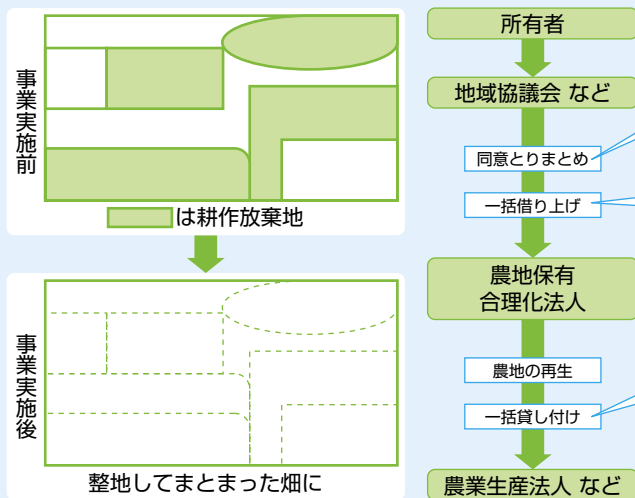 事業実施前
は耕作放棄地
事業実施後
整地してまとまった畑に
所有者
地域協議会 など
同意とりまとめ
一括借り上げ
農地保有
合理化法人
農地の再生
一括貸し付け
農業生産法人 など